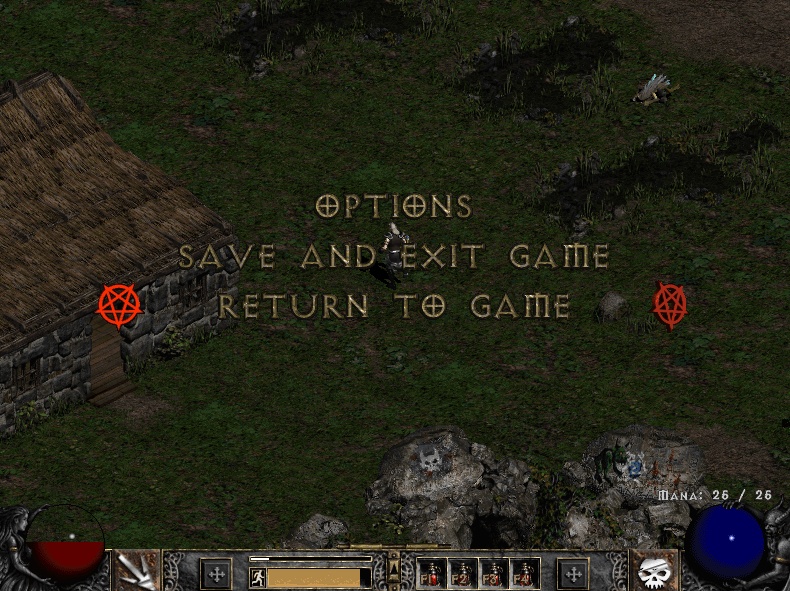 OPTIONS
SAVE AND EXIT GAME
RETURN TO GAME
MANA: 26 / 26
F1 F2 F3 F4